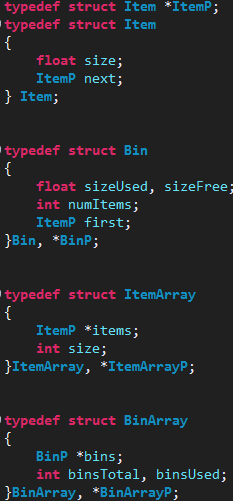 typedef struct Item *ItemP;
typedef struct Item
{
    float size;
    ItemP next;
} Item;
typedef struct Bin
{
    float sizeUsed, sizeFree;
    int numItems;
    ItemP first;
}Bin, *BinP;
typedef struct ItemArray
{
    ItemP *items;
    int size;
}ItemArray, *ItemArrayP;
typedef struct BinArray
{
    BinP *bins;
    int binsTotal, binsUsed;
}BinArray, *BinArrayP;